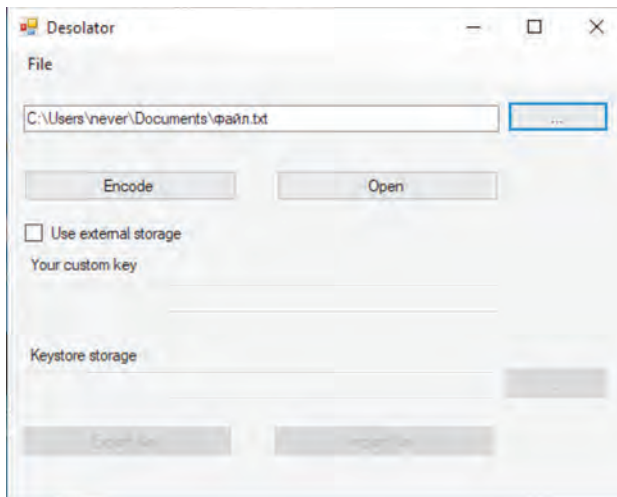 Desolator
File
C:\Users\never\Documents\файл.txt
...
Encode Open
Use external storage
Your custom key
Keystore storage